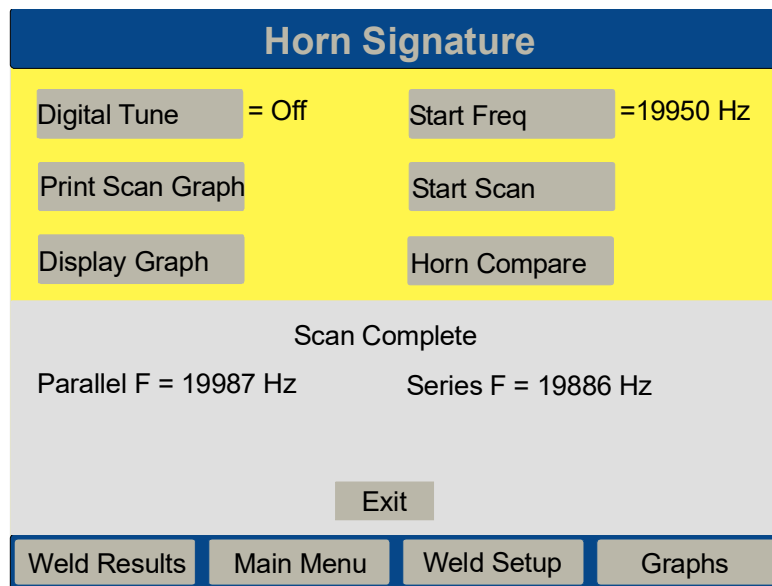 Horn Signature
Digital Tune = Off Start Freq =19950 Hz
Print Scan Graph Start Scan
Display Graph Horn Compare
Scan Complete
Parallel F = 19987 Hz Series F = 19886 Hz
Exit
Weld Results Main Menu Weld Setup Graphs